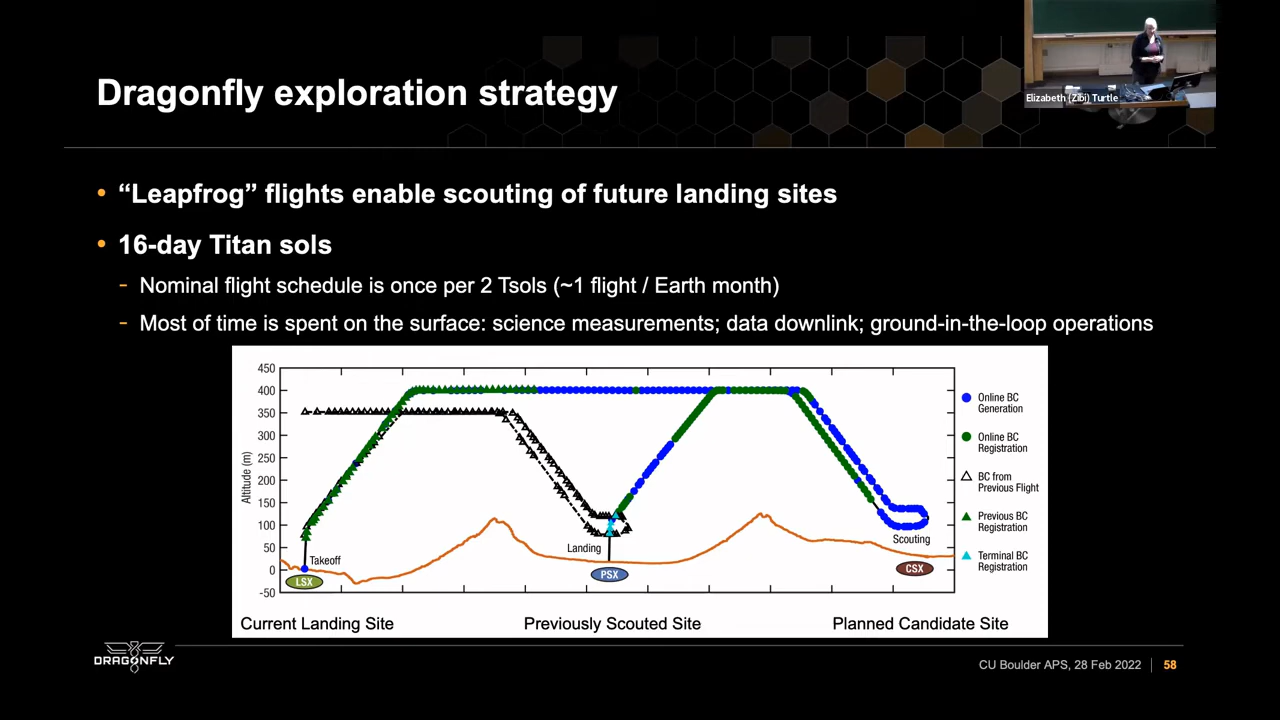 Elizabeth (Zibi) Turtle
Dragonfly exploration strategy
• “Leapfrog” flights enable scouting of future landing sites
• 16-day Titan sols
- Nominal flight schedule is once per 2 Tsols (~1 flight / Earth month)
- Most of time is spent on the surface: science measurements; data downlink; ground-in-the-loop operations
Altitude (m)
450
400
350
300
250
200
150
100
50
0
-50
Takeoff
LSX
Landing
PSX
Scouting
CSX
Online BC
Generation
Online BC
Registration
BC from
Previous Flight
Previous BC
Registration
Terminal BC
Registration
Current Landing Site
Previously Scouted Site
Planned Candidate Site
DRAGONFLY
CU Boulder APS, 28 Feb 2022 | 58